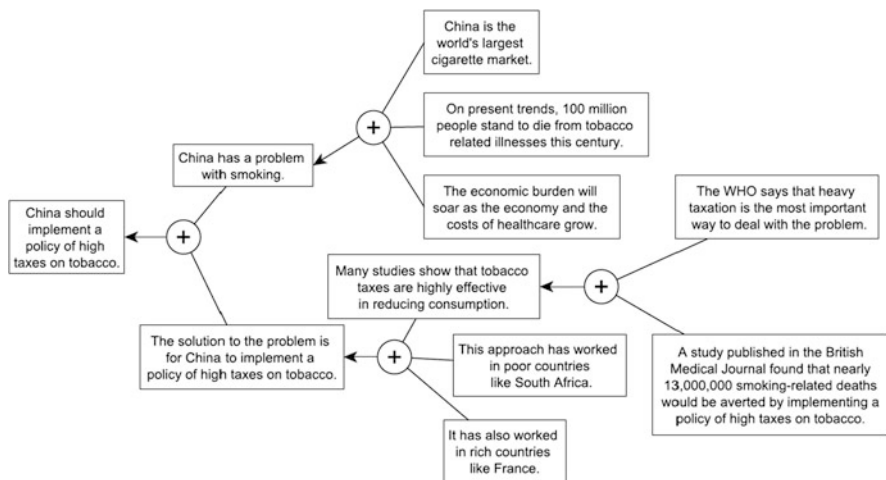 China is the
world's largest
cigarette market.
On present trends, 100 million
people stand to die from tobacco
related illnesses this century.
+
China has a problem
with smoking.
The economic burden will
soar as the economy and the
costs of healthcare grow.
The WHO says that heavy
taxation is the most important
way to deal with the problem.
China should
implement a
policy of high
taxes on tobacco.
+
Many studies show that tobacco
taxes are highly effective
in reducing consumption.
+
The solution to the problem is
for China to implement a
policy of high taxes on tobacco.
+
This approach has worked
in poor countries
like South Africa.
A study published in the British
Medical Journal found that nearly
13,000,000 smoking-related deaths
would be averted by implementing a
policy of high taxes on tobacco.
It has also worked
in rich countries
like France.